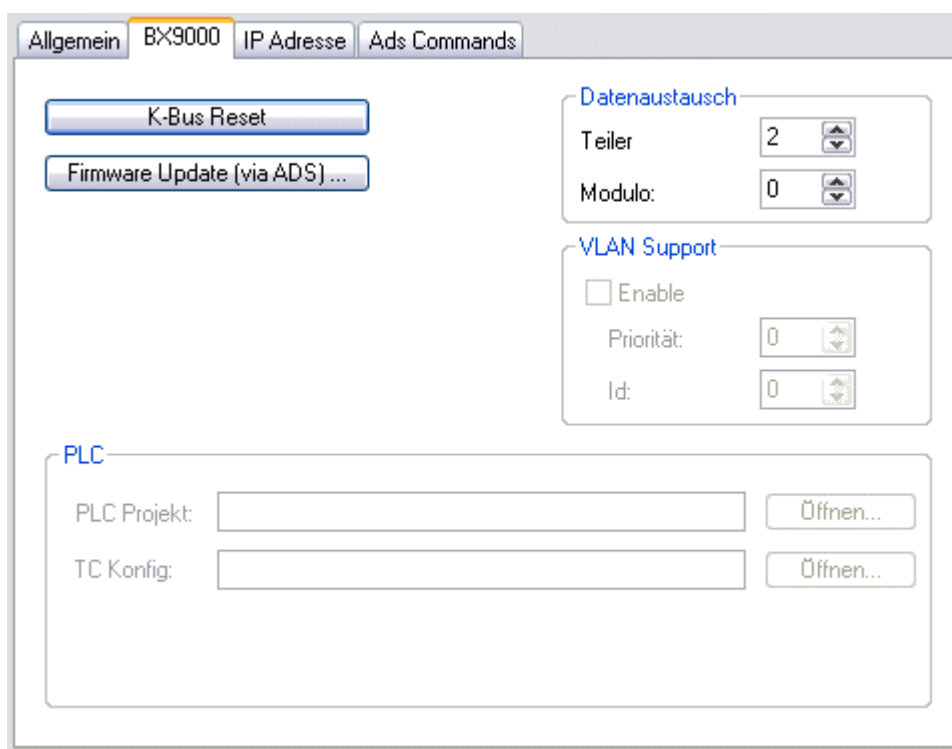 Allgemein BX9000 IP Adresse Ads Commands
K-Bus Reset
Firmware Update (via ADS) ...
Datenaustausch
Teiler 2
Modulo: 0
VLAN Support
Enable
Priorität: 0
Id: 0
PLC
PLC Projekt: Öffnen...
TC Konfig: Öffnen...